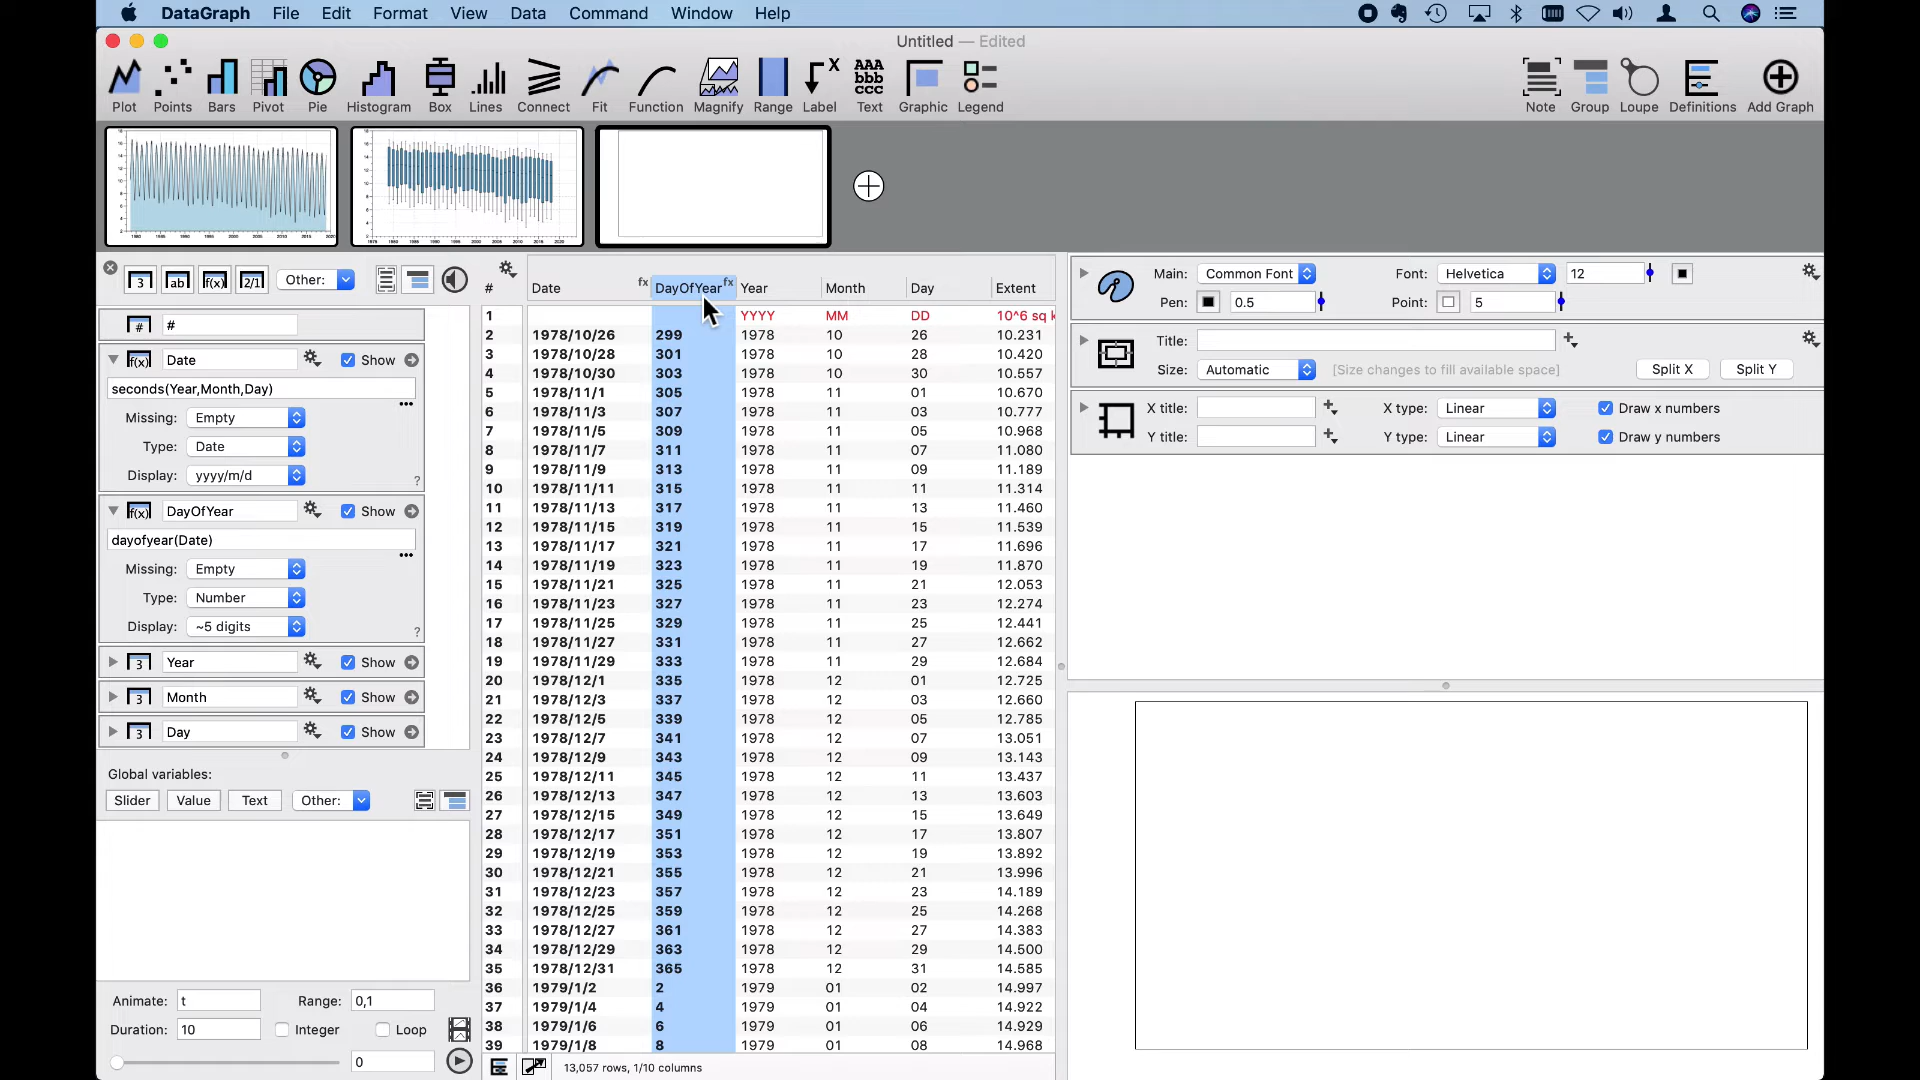 DataGraph File Edit Format View Data Command Window Help
Untitled — Edited
Plot Points Bars Pivot Pie Histogram Box Lines Connect Fit Function Magnify Range Label Text Graphic Legend Note Group Loupe Definitions Add Graph
Other:
#
Date
seconds(Year,Month,Day)
Missing: Empty
Type: Date
Display: yyyy/m/d ?
Show
DayOfYear
Show
dayofyear(Date)
Missing: Empty
Type: Number
Display: ~5 digits ?
Year Show
Month Show
Day Show
Global variables:
Slider Value Text Other:
Animate: t Range: 0,1
Duration: 10 Integer Loop
0
# Date fx DayOfYear fx Year Month Day Extent
1 YYYY MM DD 10^6 sq k
2 1978/10/26 299 1978 10 26 10.231
3 1978/10/28 301 1978 10 28 10.420
4 1978/10/30 303 1978 10 30 10.557
5 1978/11/1 305 1978 11 01 10.670
6 1978/11/3 307 1978 11 03 10.777
7 1978/11/5 309 1978 11 05 10.968
8 1978/11/7 311 1978 11 07 11.080
9 1978/11/9 313 1978 11 09 11.189
10 1978/11/11 315 1978 11 11 11.314
11 1978/11/13 317 1978 11 13 11.460
12 1978/11/15 319 1978 11 15 11.539
13 1978/11/17 321 1978 11 17 11.696
14 1978/11/19 323 1978 11 19 11.870
15 1978/11/21 325 1978 11 21 12.053
16 1978/11/23 327 1978 11 23 12.274
17 1978/11/25 329 1978 11 25 12.441
18 1978/11/27 331 1978 11 27 12.662
19 1978/11/29 333 1978 11 29 12.684
20 1978/12/1 335 1978 12 01 12.725
21 1978/12/3 337 1978 12 03 12.660
22 1978/12/5 339 1978 12 05 12.785
23 1978/12/7 341 1978 12 07 13.051
24 1978/12/9 343 1978 12 09 13.143
25 1978/12/11 345 1978 12 11 13.437
26 1978/12/13 347 1978 12 13 13.603
27 1978/12/15 349 1978 12 15 13.649
28 1978/12/17 351 1978 12 17 13.807
29 1978/12/19 353 1978 12 19 13.892
30 1978/12/21 355 1978 12 21 13.996
31 1978/12/23 357 1978 12 23 14.189
32 1978/12/25 359 1978 12 25 14.268
33 1978/12/27 361 1978 12 27 14.383
34 1978/12/29 363 1978 12 29 14.500
35 1978/12/31 365 1978 12 31 14.585
36 1979/1/2 2 1979 01 02 14.997
37 1979/1/4 4 1979 01 04 14.922
38 1979/1/6 6 1979 01 06 14.929
39 1979/1/8 8 1979 01 08 14.968
13,057 rows, 1/10 columns
Main: Common Font Font: Helvetica 12
Pen: 0.5 Point: 5
Title:
Size: Automatic [Size changes to fill available space] Split X Split Y
X title: X type: Linear Draw x numbers
Y title: Y type: Linear Draw y numbers